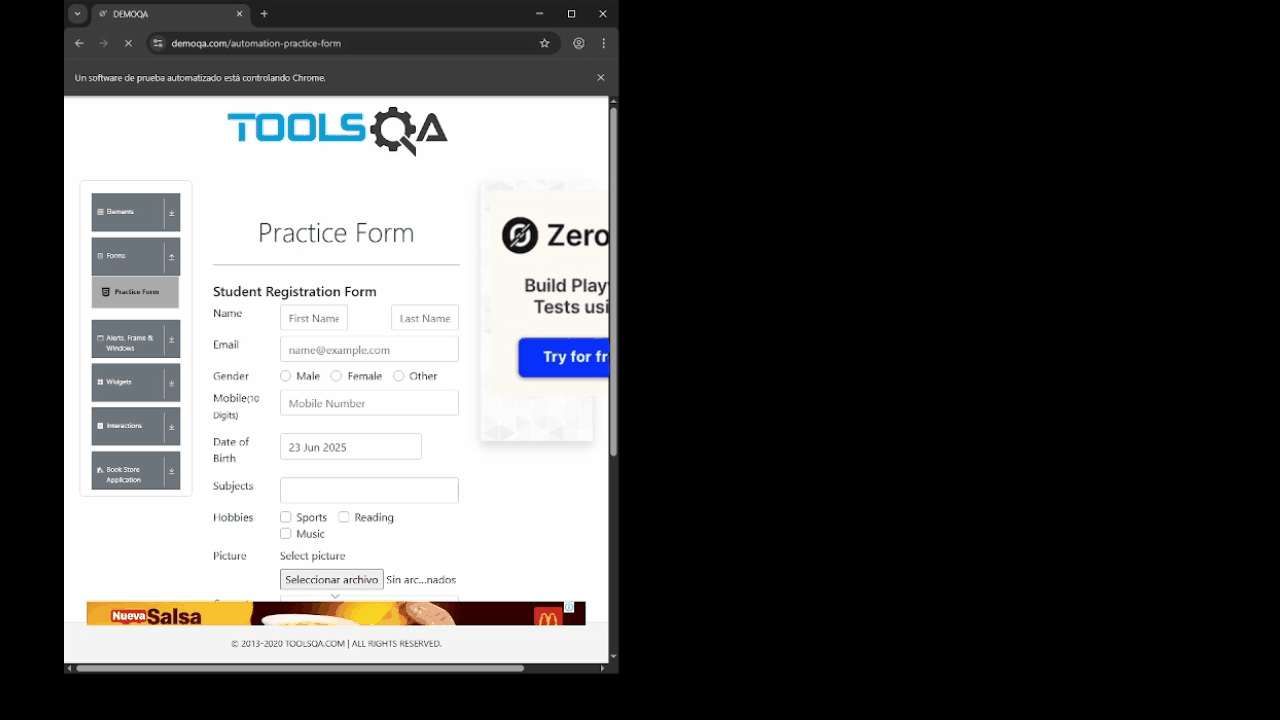 DEMOQA
demoqa.com/automation-practice-form
Un software de prueba automatizado está controlando Chrome.
TOOLSQA
Elements
Forms
Practice Form
Alerts, Frame &
Windows
Widgets
Interactions
Book Store
Application
Practice Form
Student Registration Form
Name
First Name
Last Name
Email
name@example.com
Gender
Male
Female
Other
Mobile(10
Digits)
Mobile Number
Date of
Birth
23 Jun 2025
Subjects
Hobbies
Sports
Reading
Music
Picture
Select picture
Seleccionar archivo
Sin arc...nados
Zero
Build Play
Tests usi
Try for fr
Nueva Salsa
© 2013-2020 TOOLSQA.COM | ALL RIGHTS RESERVED.